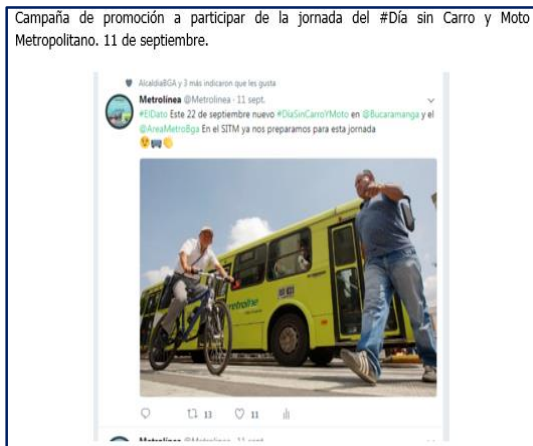 Campaña de promoción a participar de la jornada del #Día sin Carro y Moto
Metropolitano. 11 de septiembre.
AlcaldiaBGA y 3 más indicaron que les gusta
Metrolinea @Metrolinea · 11 sept.
#ElDato Este 22 de septiembre nuevo #DíaSinCarroYMoto en @Bucaramanga y el
@AreaMetroBga En el SITM ya nos preparamos para esta jornada
metrolínea
13
11
Metrolinea @Metrolinea · 11 sept.